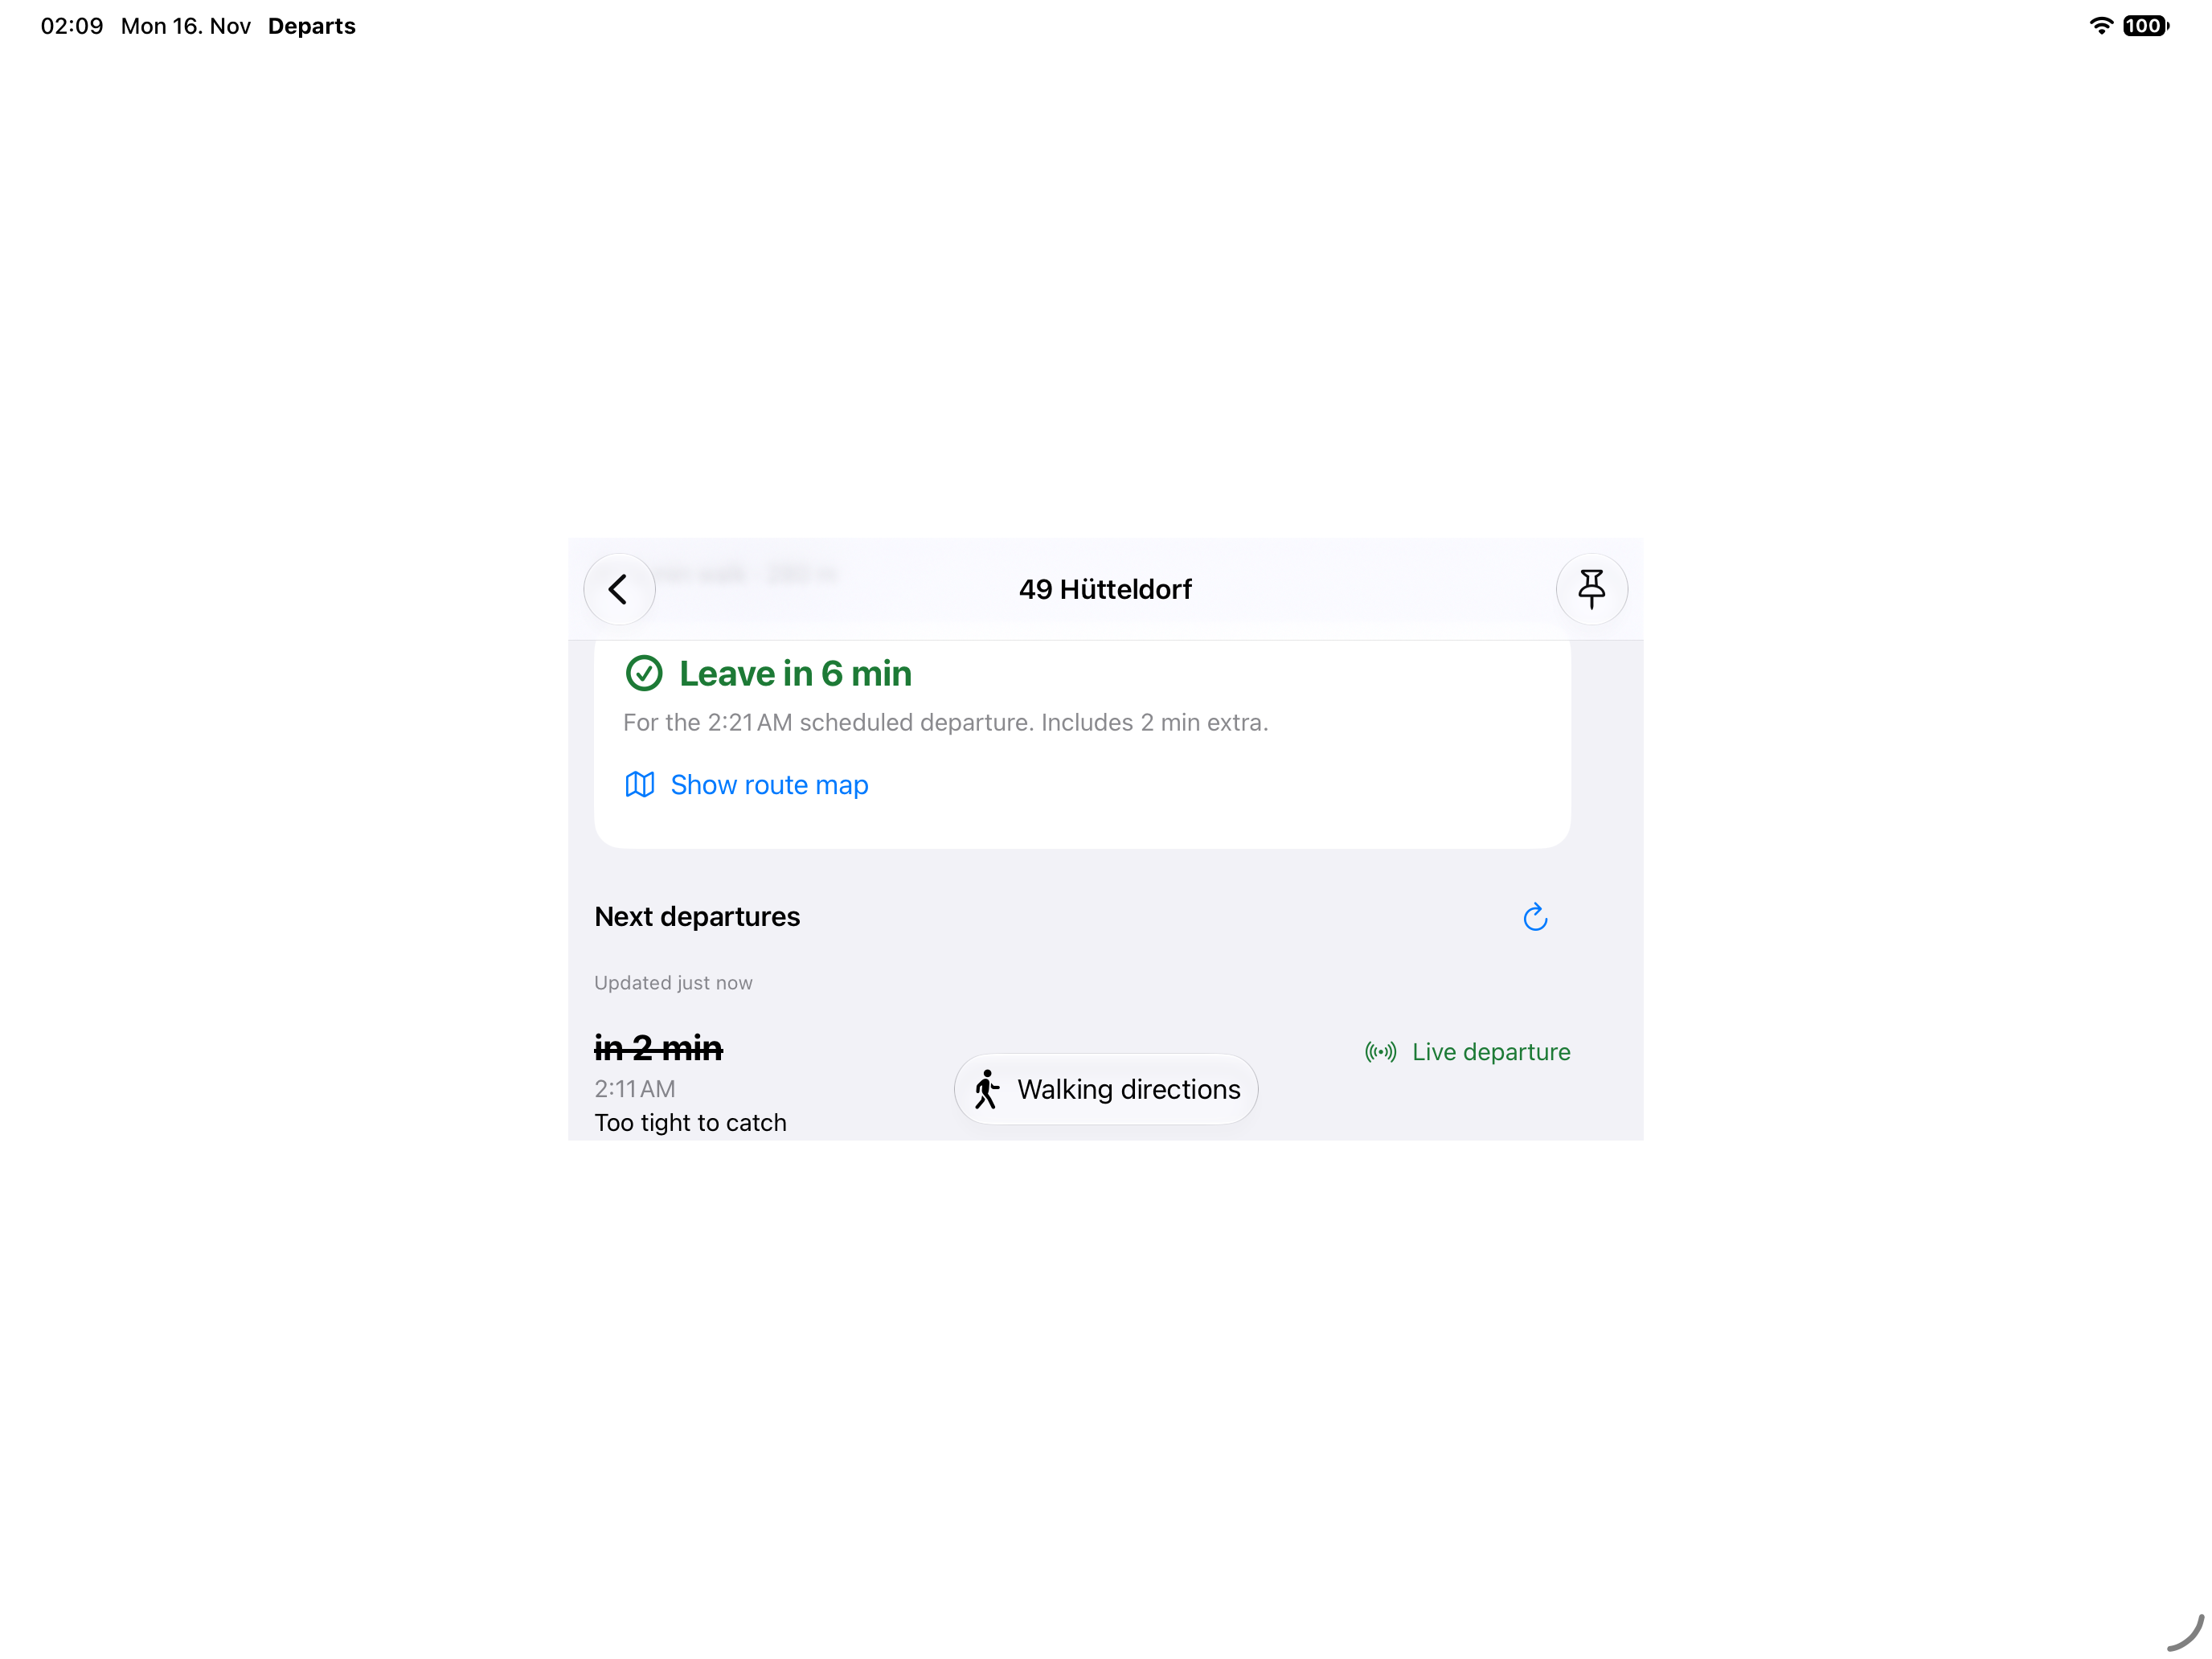 02:09 Mon 16. Nov Departs
100
49 Hütteldorf
Leave in 6 min
For the 2:21 AM scheduled departure. Includes 2 min extra.
Show route map
Next departures
Updated just now
in 2 min
Live departure
2:11 AM
Walking directions
Too tight to catch